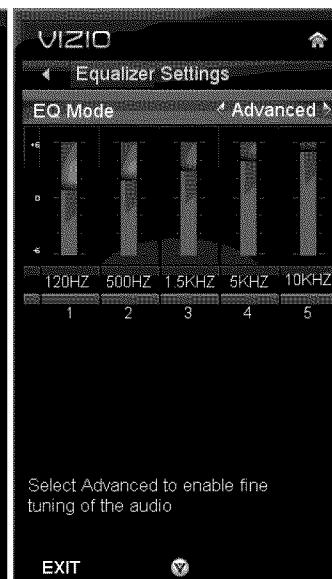 VIZIO
Equalizer Settings
EQ Mode Advanced
+6
0
-6
120HZ 500HZ 1.5KHZ 5KHZ 10KHZ
1 2 3 4 5
Select Advanced to enable fine
tuning of the audio
EXIT